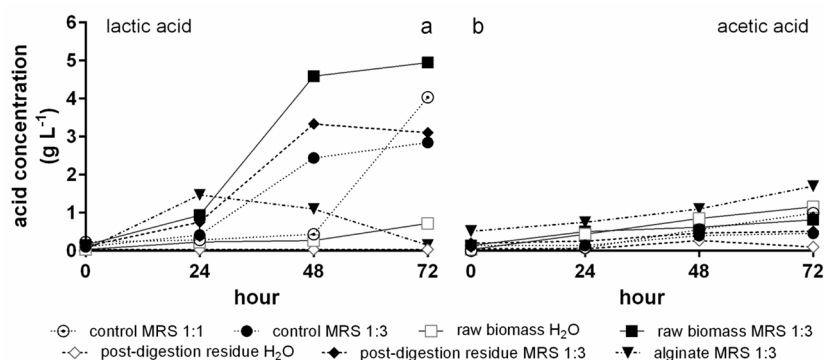 lactic acid a
b acetic acid
acid concentration
(g L⁻¹)
6
5
4
3
2
1
0
0 24 48 72
0 24 48 72
hour hour
control MRS 1:1 control MRS 1:3 raw biomass H₂O raw biomass MRS 1:3
post-digestion residue H₂O post-digestion residue MRS 1:3 alginate MRS 1:3